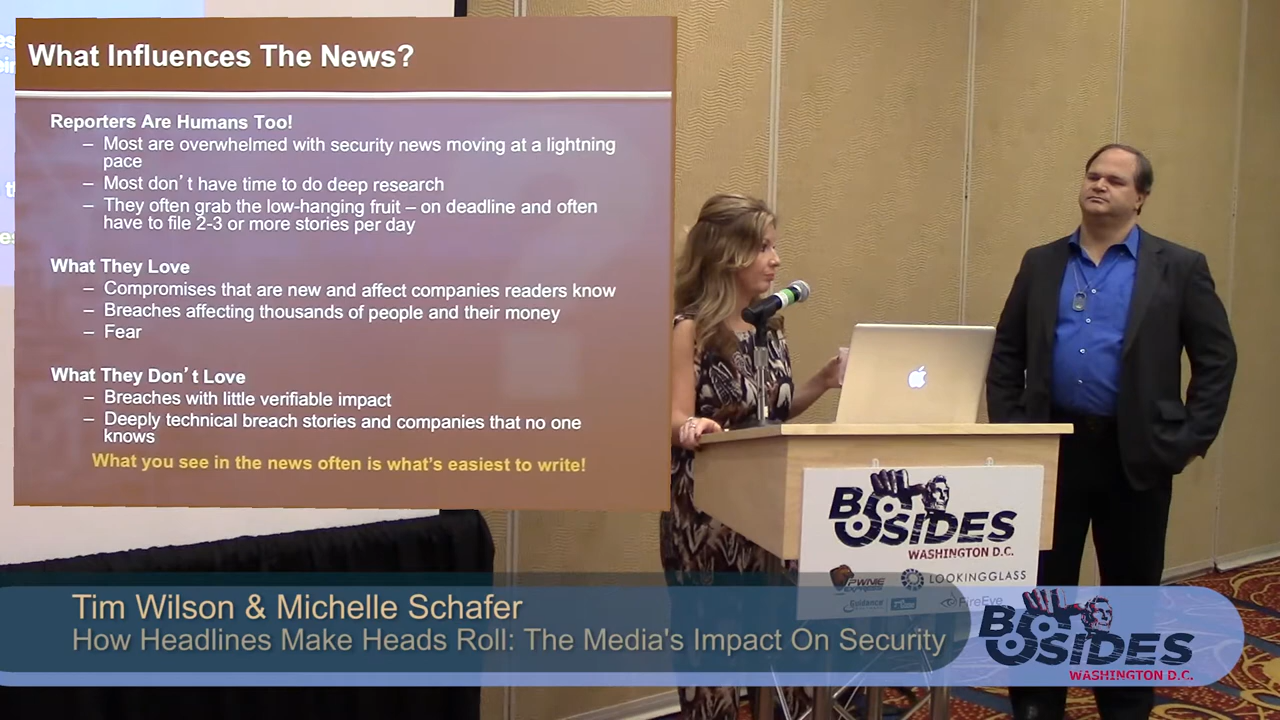 What Influences The News?
Reporters Are Humans Too!
– Most are overwhelmed with security news moving at a lightning
pace
– Most don't have time to do deep research
– They often grab the low-hanging fruit – on deadline and often
have to file 2-3 or more stories per day
What They Love
– Compromises that are new and affect companies readers know
– Breaches affecting thousands of people and their money
– Fear
What They Don't Love
– Breaches with little verifiable impact
– Deeply technical breach stories and companies that no one
knows
What you see in the news often is what's easiest to write!
BSIDES
WASHINGTON D.C.
PWNIE
EXPRESS
LOOKINGGLASS
Guidance
FireEye
Tim Wilson & Michelle Schafer
How Headlines Make Heads Roll: The Media's Impact On Security
BSIDES
WASHINGTON D.C.